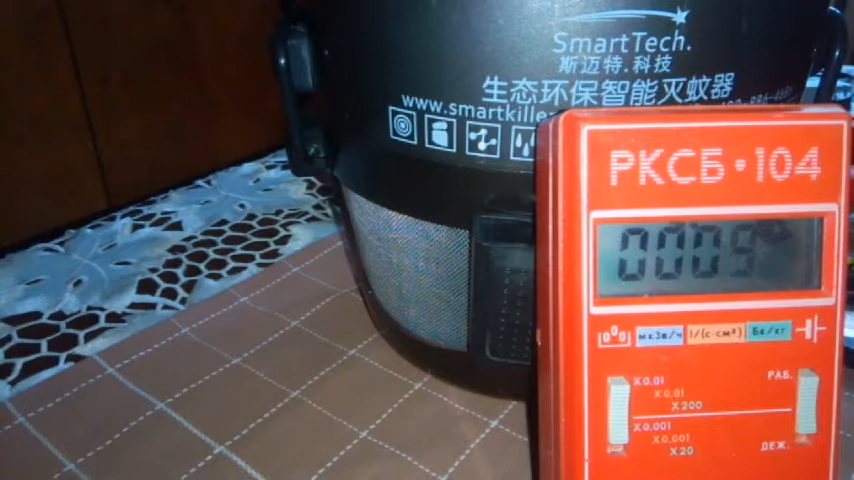 SmartTech.
斯迈特.科技
生态环保智能灭蚊器
www.smartkille
РКСБ•104
0005
мкЗв/ч
1/(с·см²)
Бк/кг
X0,01
X0,01
X200
РАБ.
X0,001
X0,001
X20
ДЕЖ.